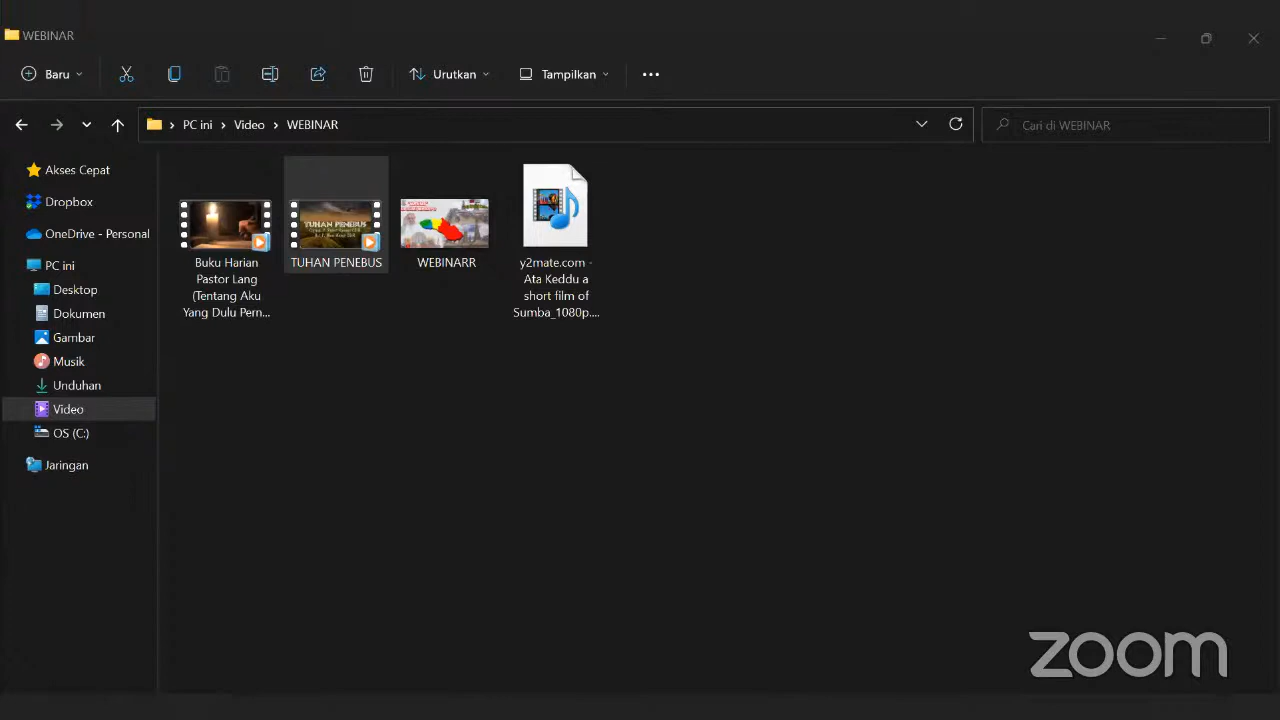 WEBINAR
Baru
Urutkan
Tampilkan
PC ini
Video
WEBINAR
Cari di WEBINAR
Akses Cepat
Dropbox
OneDrive - Personal
PC ini
Desktop
Dokumen
Gambar
Musik
Unduhan
Video
OS (C:)
Jaringan
Buku Harian
Pastor Lang
(Tentang Aku
Yang Dulu Pern...
TUHAN PENEBUS
TUHAN PENEBUS
WEBINARR
y2mate.com -
Ata Keddu a
short film of
Sumba_1080p....
zoom